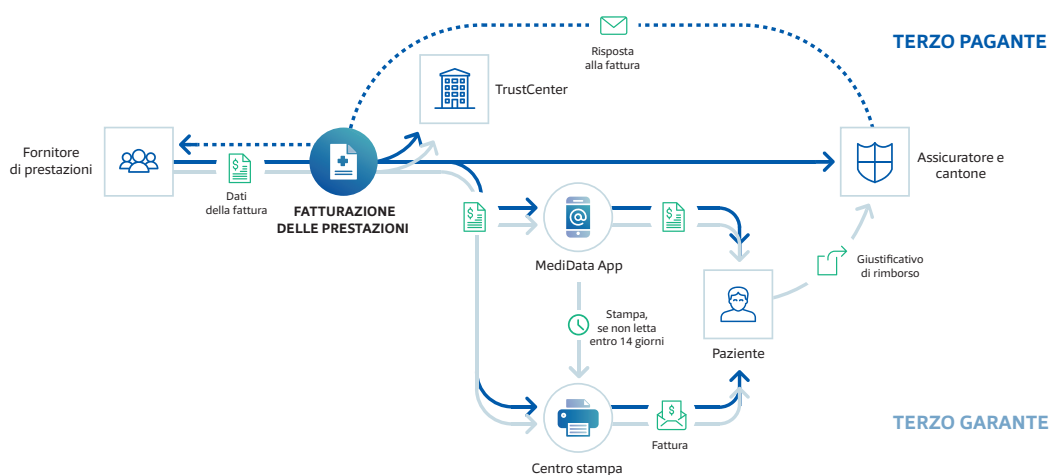 TERZO PAGANTE
Risposta
alla fattura
TrustCenter
Fornitore
di prestazioni
$
Dati
della fattura
FATTURAZIONE
DELLE PRESTAZIONI
Assicuratore e
cantone
$
@
$
MediData App
Giustificativo
di rimborso
Stampa,
se non letta
entro 14 giorni
Paziente
$
Fattura
TERZO GARANTE
Centro stampa